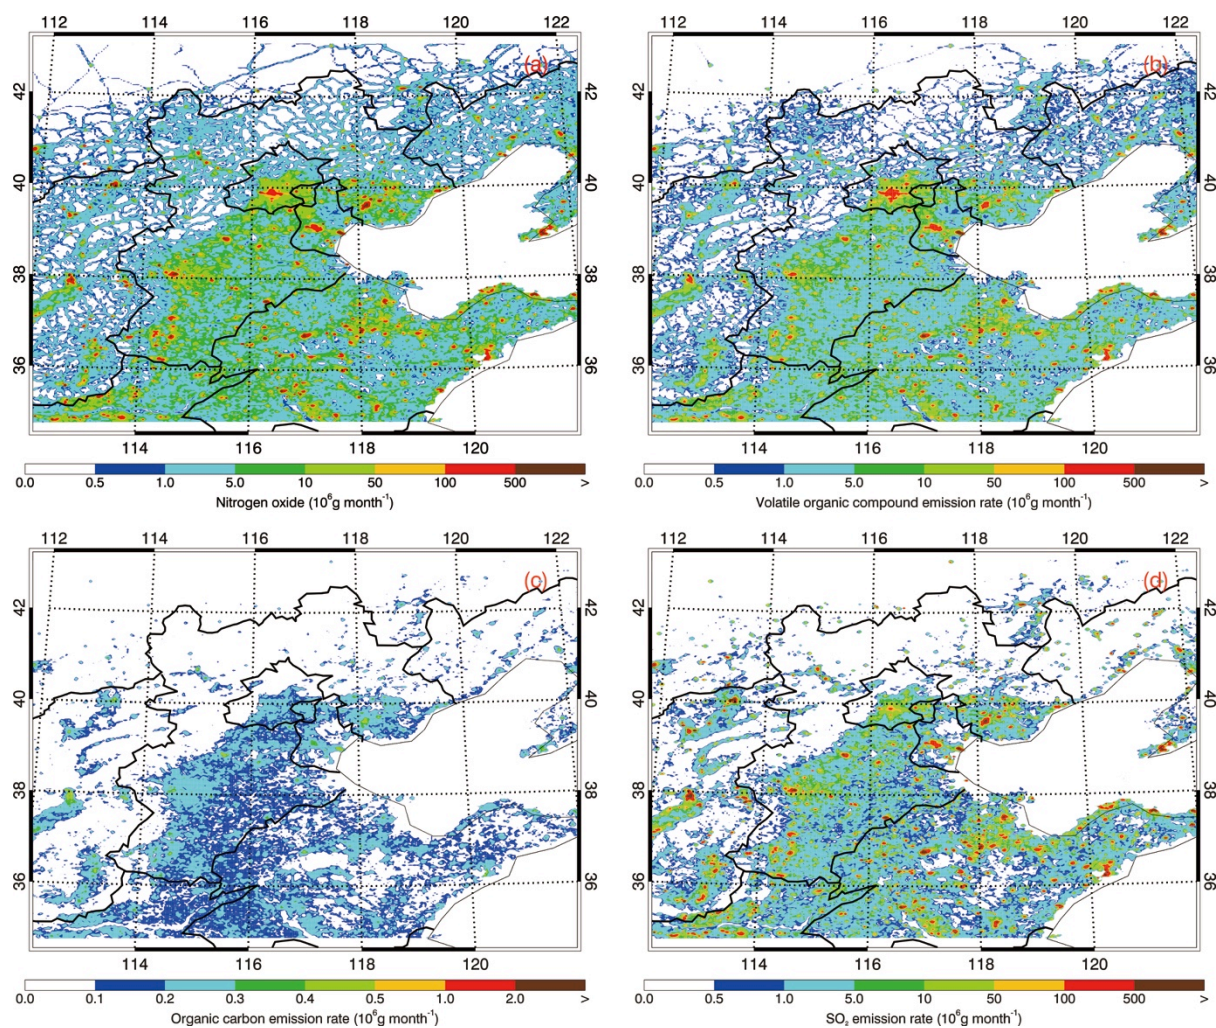 112 114 116 118 120 122
112 114 116 118 120 122
(a)
(b)
42 42
42 42
40 40
40 40
38 38
38 38
36 36
36 36
114 116 118 120
114 116 118 120
0.0 0.5 1.0 5.0 10 50 100 500 >
0.0 0.5 1.0 5.0 10 50 100 500 >
Nitrogen oxide (10⁶g month⁻¹)
Volatile organic compound emission rate (10⁶g month⁻¹)
112 114 116 118 120 122
112 114 116 118 120 122
(c)
(d)
42 42
42 42
40 40
40 40
38 38
38 38
36 36
36 36
114 116 118 120
114 116 118 120
0.0 0.1 0.2 0.3 0.4 0.5 1.0 2.0 >
0.0 0.5 1.0 5.0 10 50 100 500 >
Organic carbon emission rate (10⁶g month⁻¹)
SO₂ emission rate (10⁶g month⁻¹)